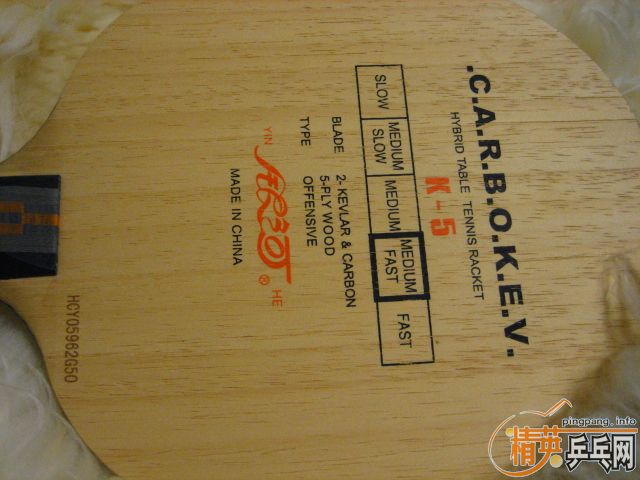 .C.A.R.B.O.K.E.V.
HYBRID TABLE TENNIS RACKET
K-5
SLOW
MEDIUM SLOW
MEDIUM
MEDIUM FAST
FAST
BLADE 2- KEVLAR & CARBON
5-PLY WOOD
TYPE OFFENSIVE
YIN
HE
®
MADE IN CHINA
HCY05962G50
pingpang.info
精英乒乓网